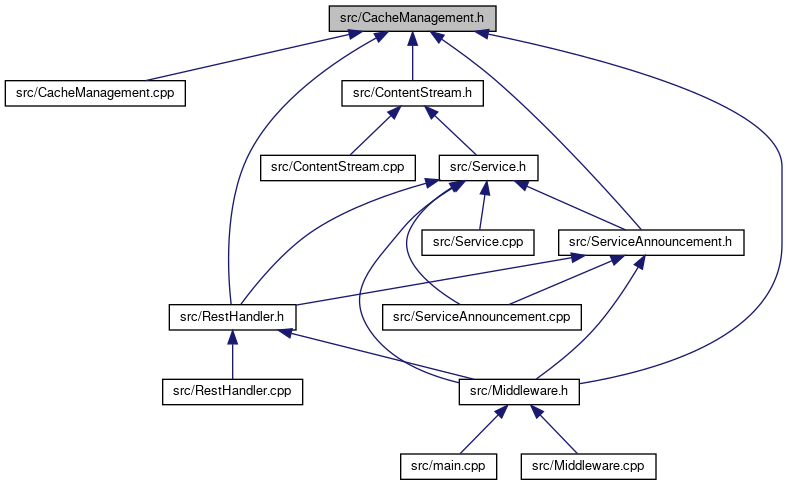 src/CacheManagement.h
src/CacheManagement.cpp
src/ContentStream.h
src/ContentStream.cpp
src/Service.h
src/Service.cpp
src/ServiceAnnouncement.h
src/RestHandler.h
src/ServiceAnnouncement.cpp
src/RestHandler.cpp
src/Middleware.h
src/main.cpp
src/Middleware.cpp